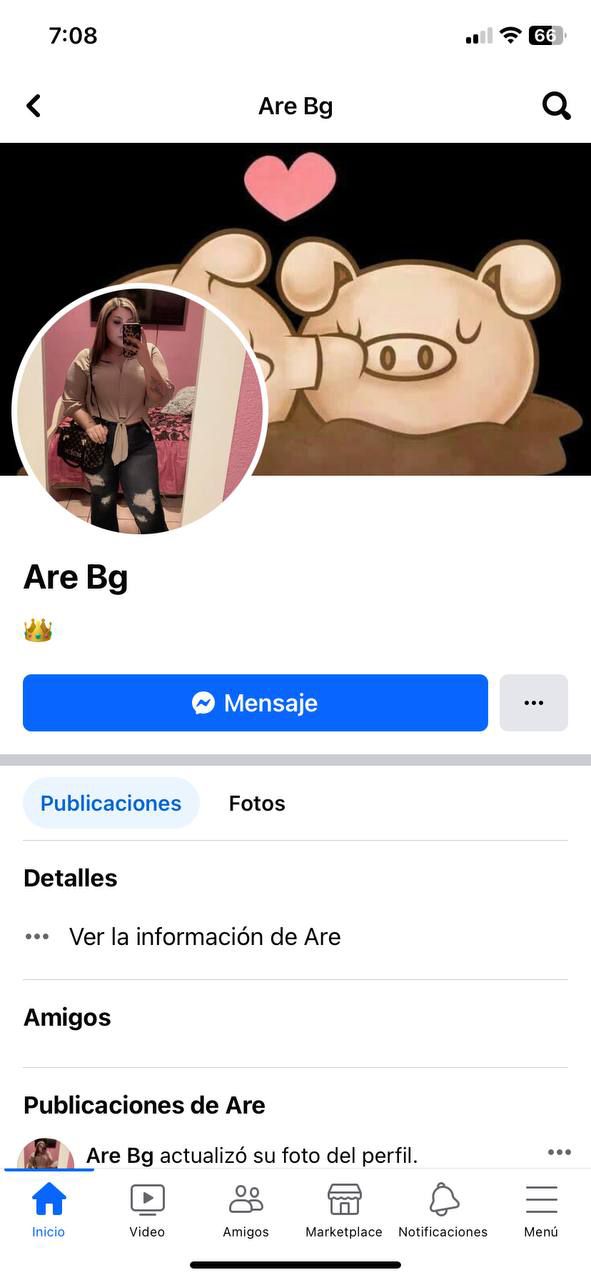 7:08
66
Are Bg
Are Bg
👑
Mensaje
Publicaciones
Fotos
Detalles
Ver la información de Are
Amigos
Publicaciones de Are
Are Bg actualizó su foto del perfil.
Inicio
Video
Amigos
Marketplace
Notificaciones
Menú